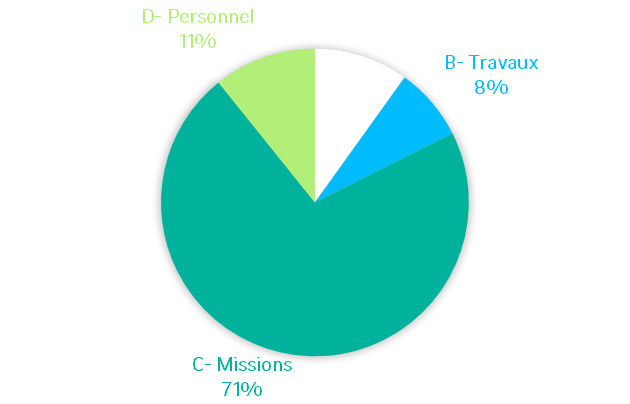 D- Personnel
11%
B- Travaux
8%
C- Missions
71%